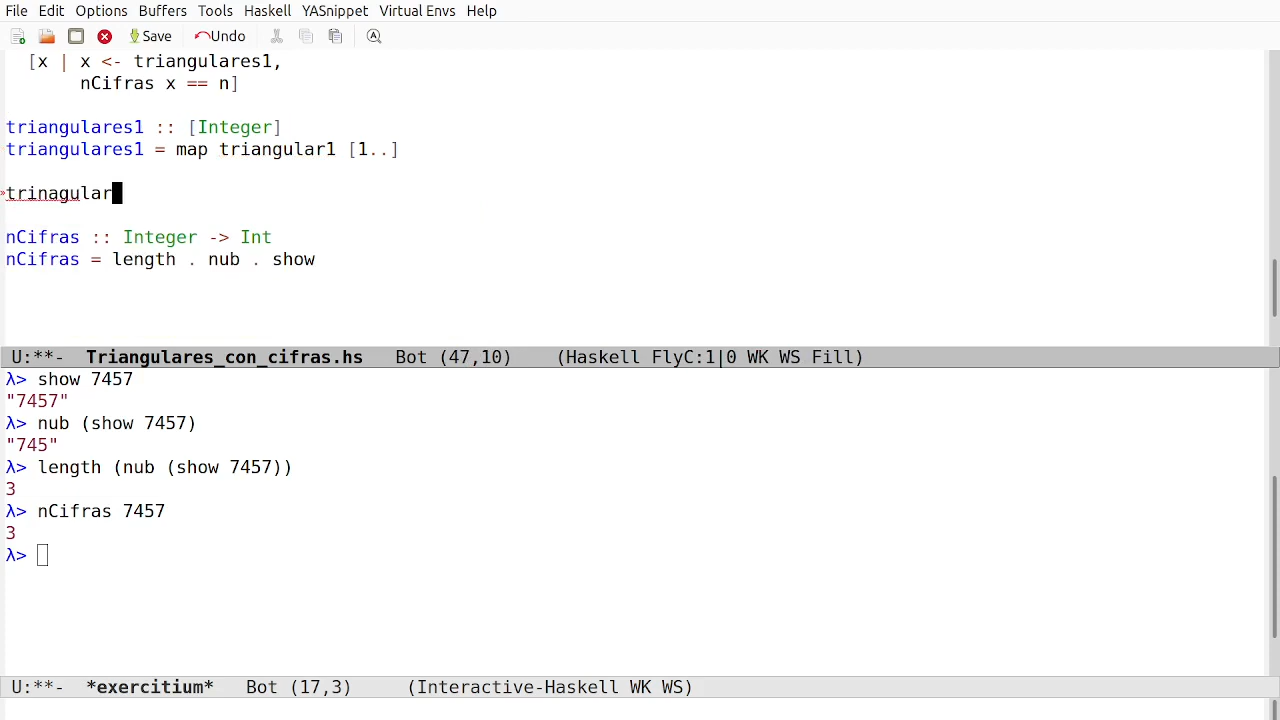 File Edit Options Buffers Tools Haskell YASnippet Virtual Envs Help
Save Undo
[x | x <- triangulares1,
nCifras x == n]
triangulares1 :: [Integer]
triangulares1 = map triangular1 [1..]
»trinagular
nCifras :: Integer -> Int
nCifras = length . nub . show
U:**- Triangulares_con_cifras.hs Bot (47,10) (Haskell FlyC:1|0 WK WS Fill)
λ> show 7457
"7457"
λ> nub (show 7457)
"745"
λ> length (nub (show 7457))
3
λ> nCifras 7457
3
λ>
U:**- *exercitium* Bot (17,3) (Interactive-Haskell WK WS)